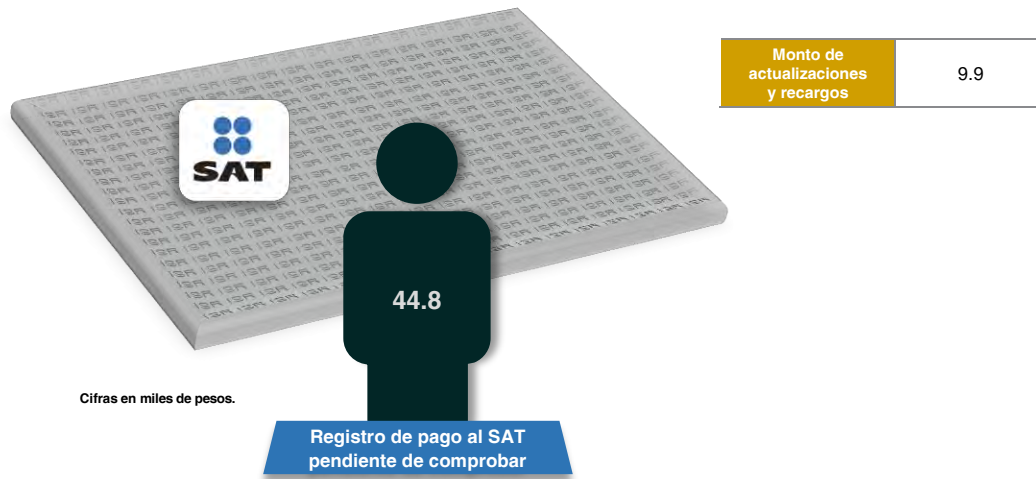 Monto de
actualizaciones
y recargos
9.9
SAT
44.8
Cifras en miles de pesos.
Registro de pago al SAT
pendiente de comprobar